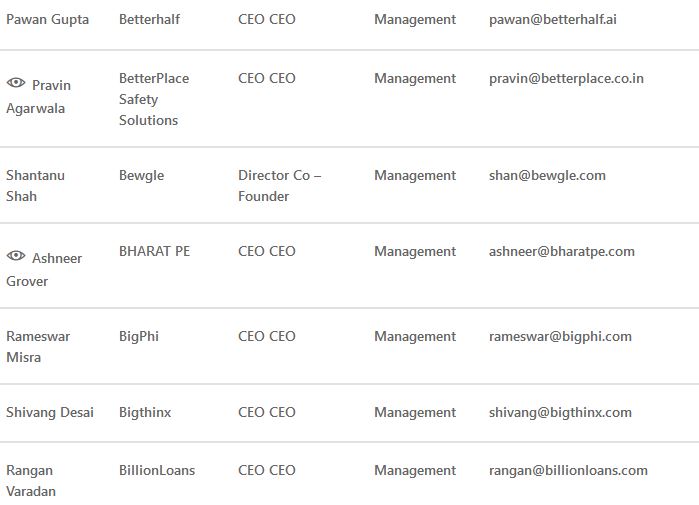 Pawan Gupta Betterhalf CEO CEO Management pawan@betterhalf.ai
Pravin BetterPlace CEO CEO Management pravin@betterplace.co.in
Agarwala Safety
Solutions
Shantanu Bewgle Director Co – Management shan@bewgle.com
Shah Founder
Ashneer BHARAT PE CEO CEO Management ashneer@bharatpe.com
Grover
Rameswar BigPhi CEO CEO Management rameswar@bigphi.com
Misra
Shivang Desai Bigthinx CEO CEO Management shivang@bigthinx.com
Rangan BillionLoans CEO CEO Management rangan@billionloans.com
Varadan